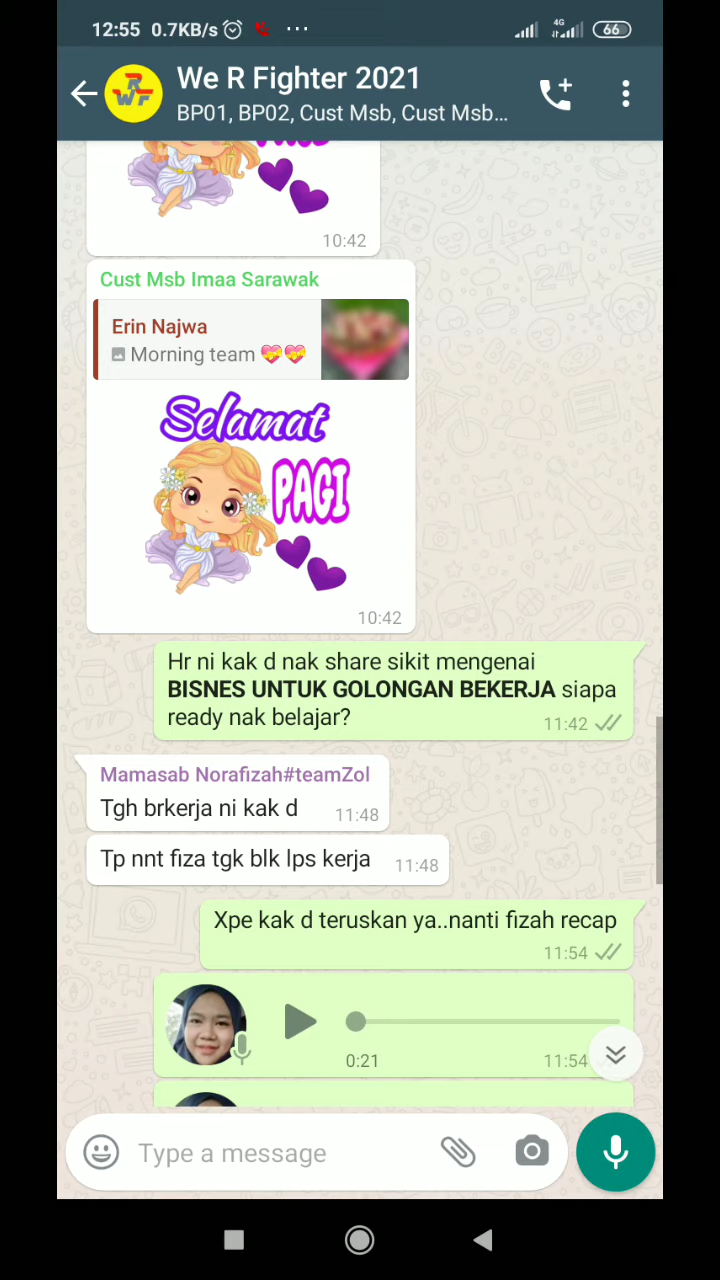 12:55 0.7KB/s ...
4G
66
We R Fighter 2021
BP01, BP02, Cust Msb, Cust Msb...
10:42
Cust Msb Imaa Sarawak
Erin Najwa
Morning team 💝💝
Selamat
PAGI
10:42
Hr ni kak d nak share sikit mengenai
BISNES UNTUK GOLONGAN BEKERJA siapa
ready nak belajar?
11:42
Mamasab Norafizah#teamZol
Tgh brkerja ni kak d
11:48
Tp nnt fiza tgk blk lps kerja
11:48
Xpe kak d teruskan ya..nanti fizah recap
11:54
0:21
11:54
Type a message